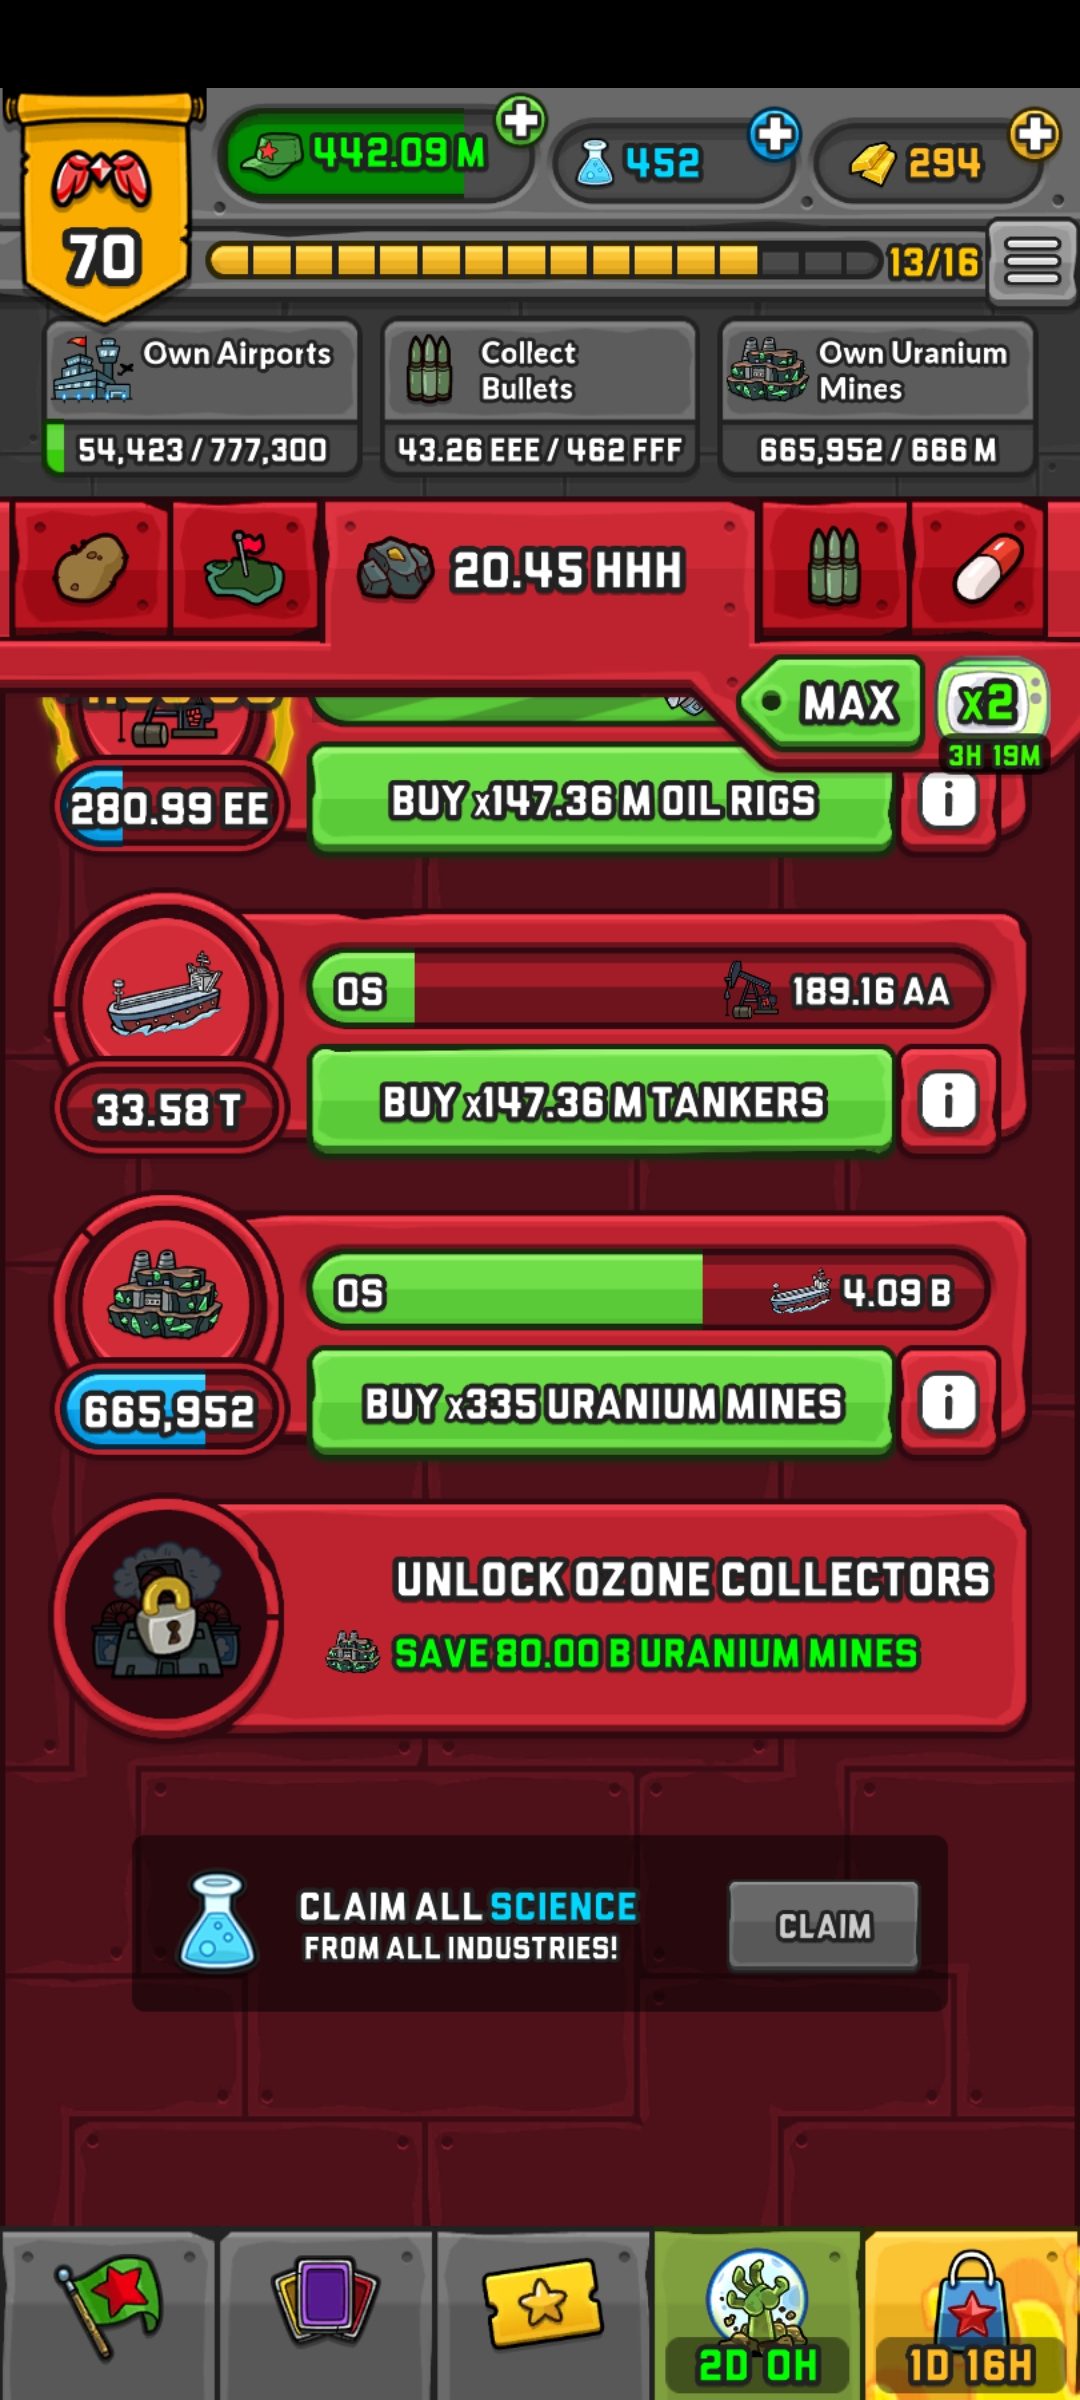 442.09 M
452
294
70
13/16
Own Airports
54,423 / 777,300
Collect
Bullets
43.26 EEE / 462 FFF
Own Uranium
Mines
665,952 / 666 M
20.45 HHH
MAX
x2
3H 19M
280.99 EE
BUY x147.36 M OIL RIGS
i
0S
189.16 AA
33.58 T
BUY x147.36 M TANKERS
i
0S
4.09 B
665,952
BUY x335 URANIUM MINES
i
UNLOCK OZONE COLLECTORS
SAVE 80.00 B URANIUM MINES
CLAIM ALL SCIENCE
FROM ALL INDUSTRIES!
CLAIM
2D 0H
1D 16H